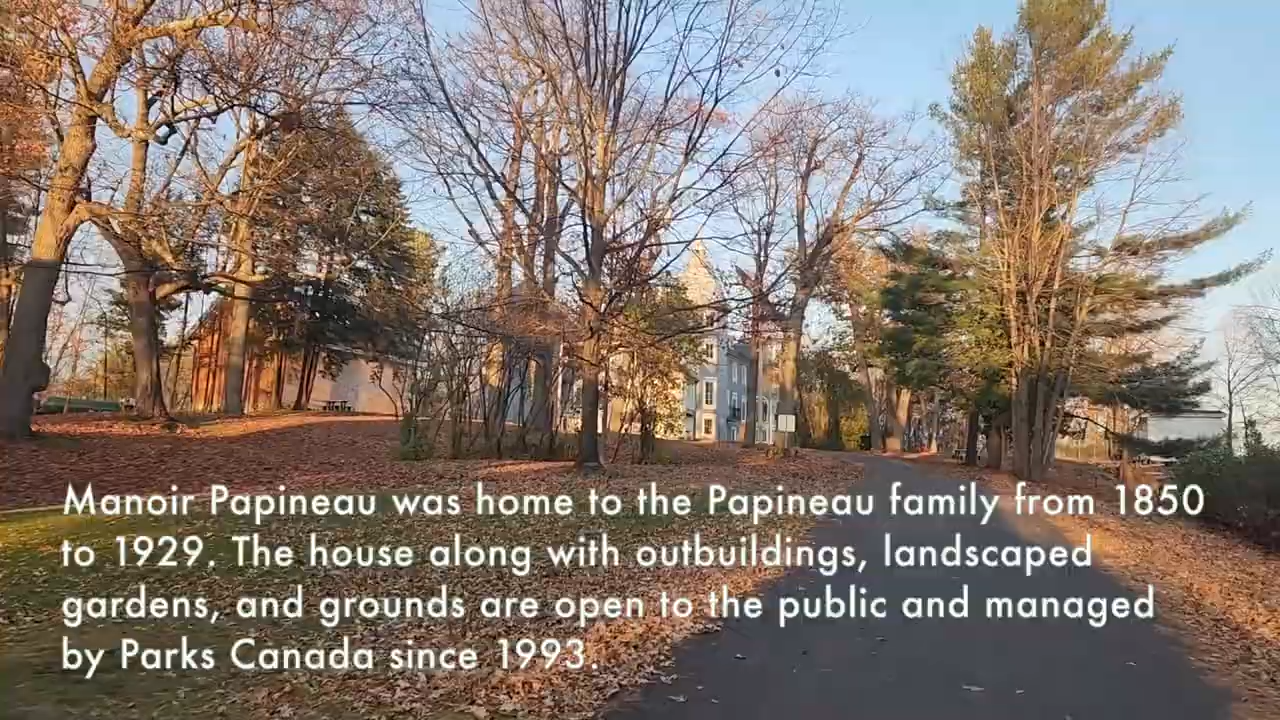 Manoir Papineau was home to the Papineau family from 1850
to 1929. The house along with outbuildings, landscaped
gardens, and grounds are open to the public and managed
by Parks Canada since 1993.